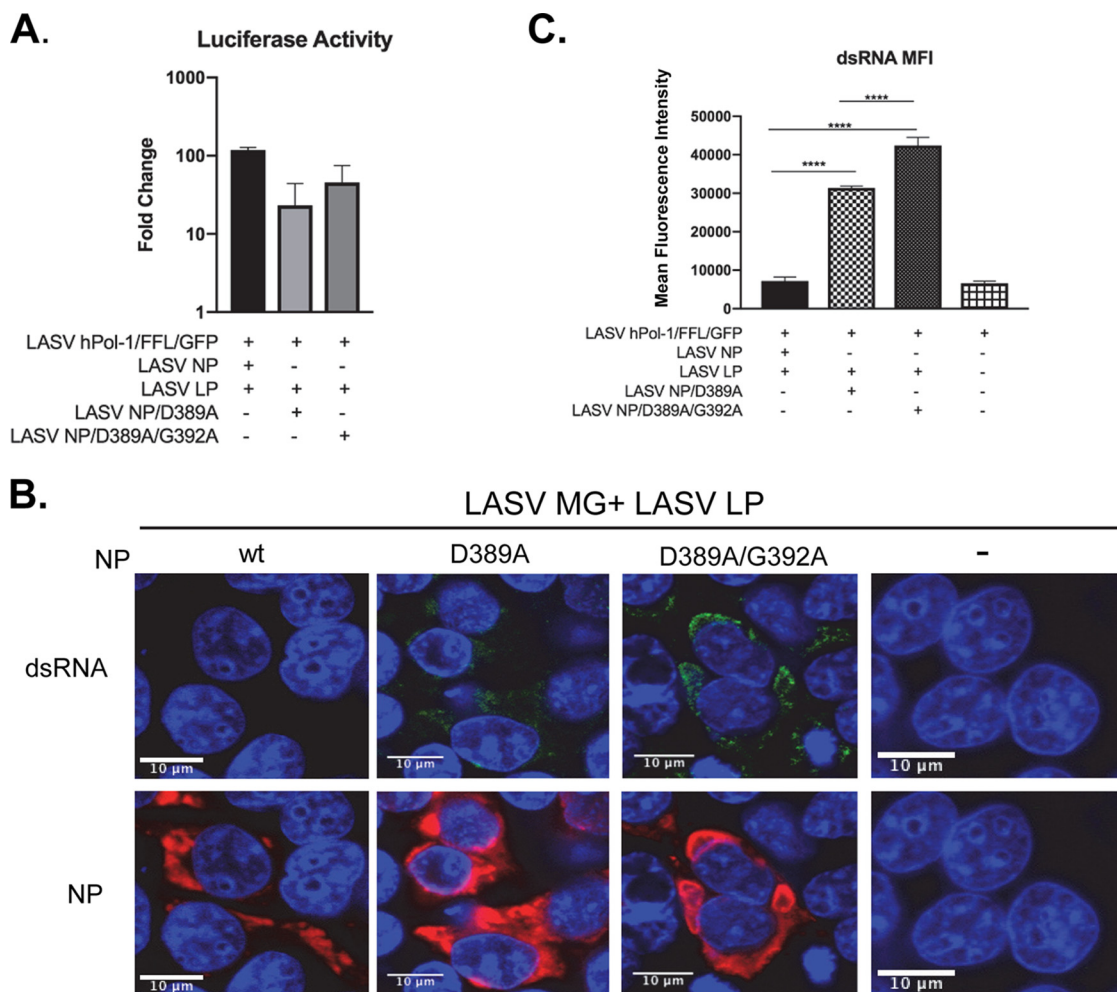 A.
Luciferase Activity
Fold Change
1000
100
10
1
LASV hPol-1/FFL/GFP + + +
LASV NP + - -
LASV LP + + +
LASV NP/D389A - + -
LASV NP/D389A/G392A - - +
C.
dsRNA MFI
Mean Fluorescence Intensity
****
****
****
50000
40000
30000
20000
10000
0
LASV hPol-1/FFL/GFP + + + +
LASV NP + - - -
LASV LP + + + -
LASV NP/D389A - + - -
LASV NP/D389A/G392A - - + -
B.
LASV MG+ LASV LP
NP wt D389A D389A/G392A -
dsRNA
10 µm 10 µm 10 µm 10 µm
NP
10 µm 10 µm 10 µm 10 µm